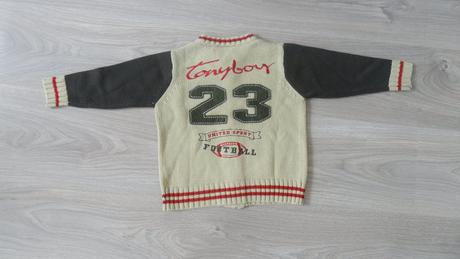 Tonyboy
23
UNITED SPORT
FOOTBALL